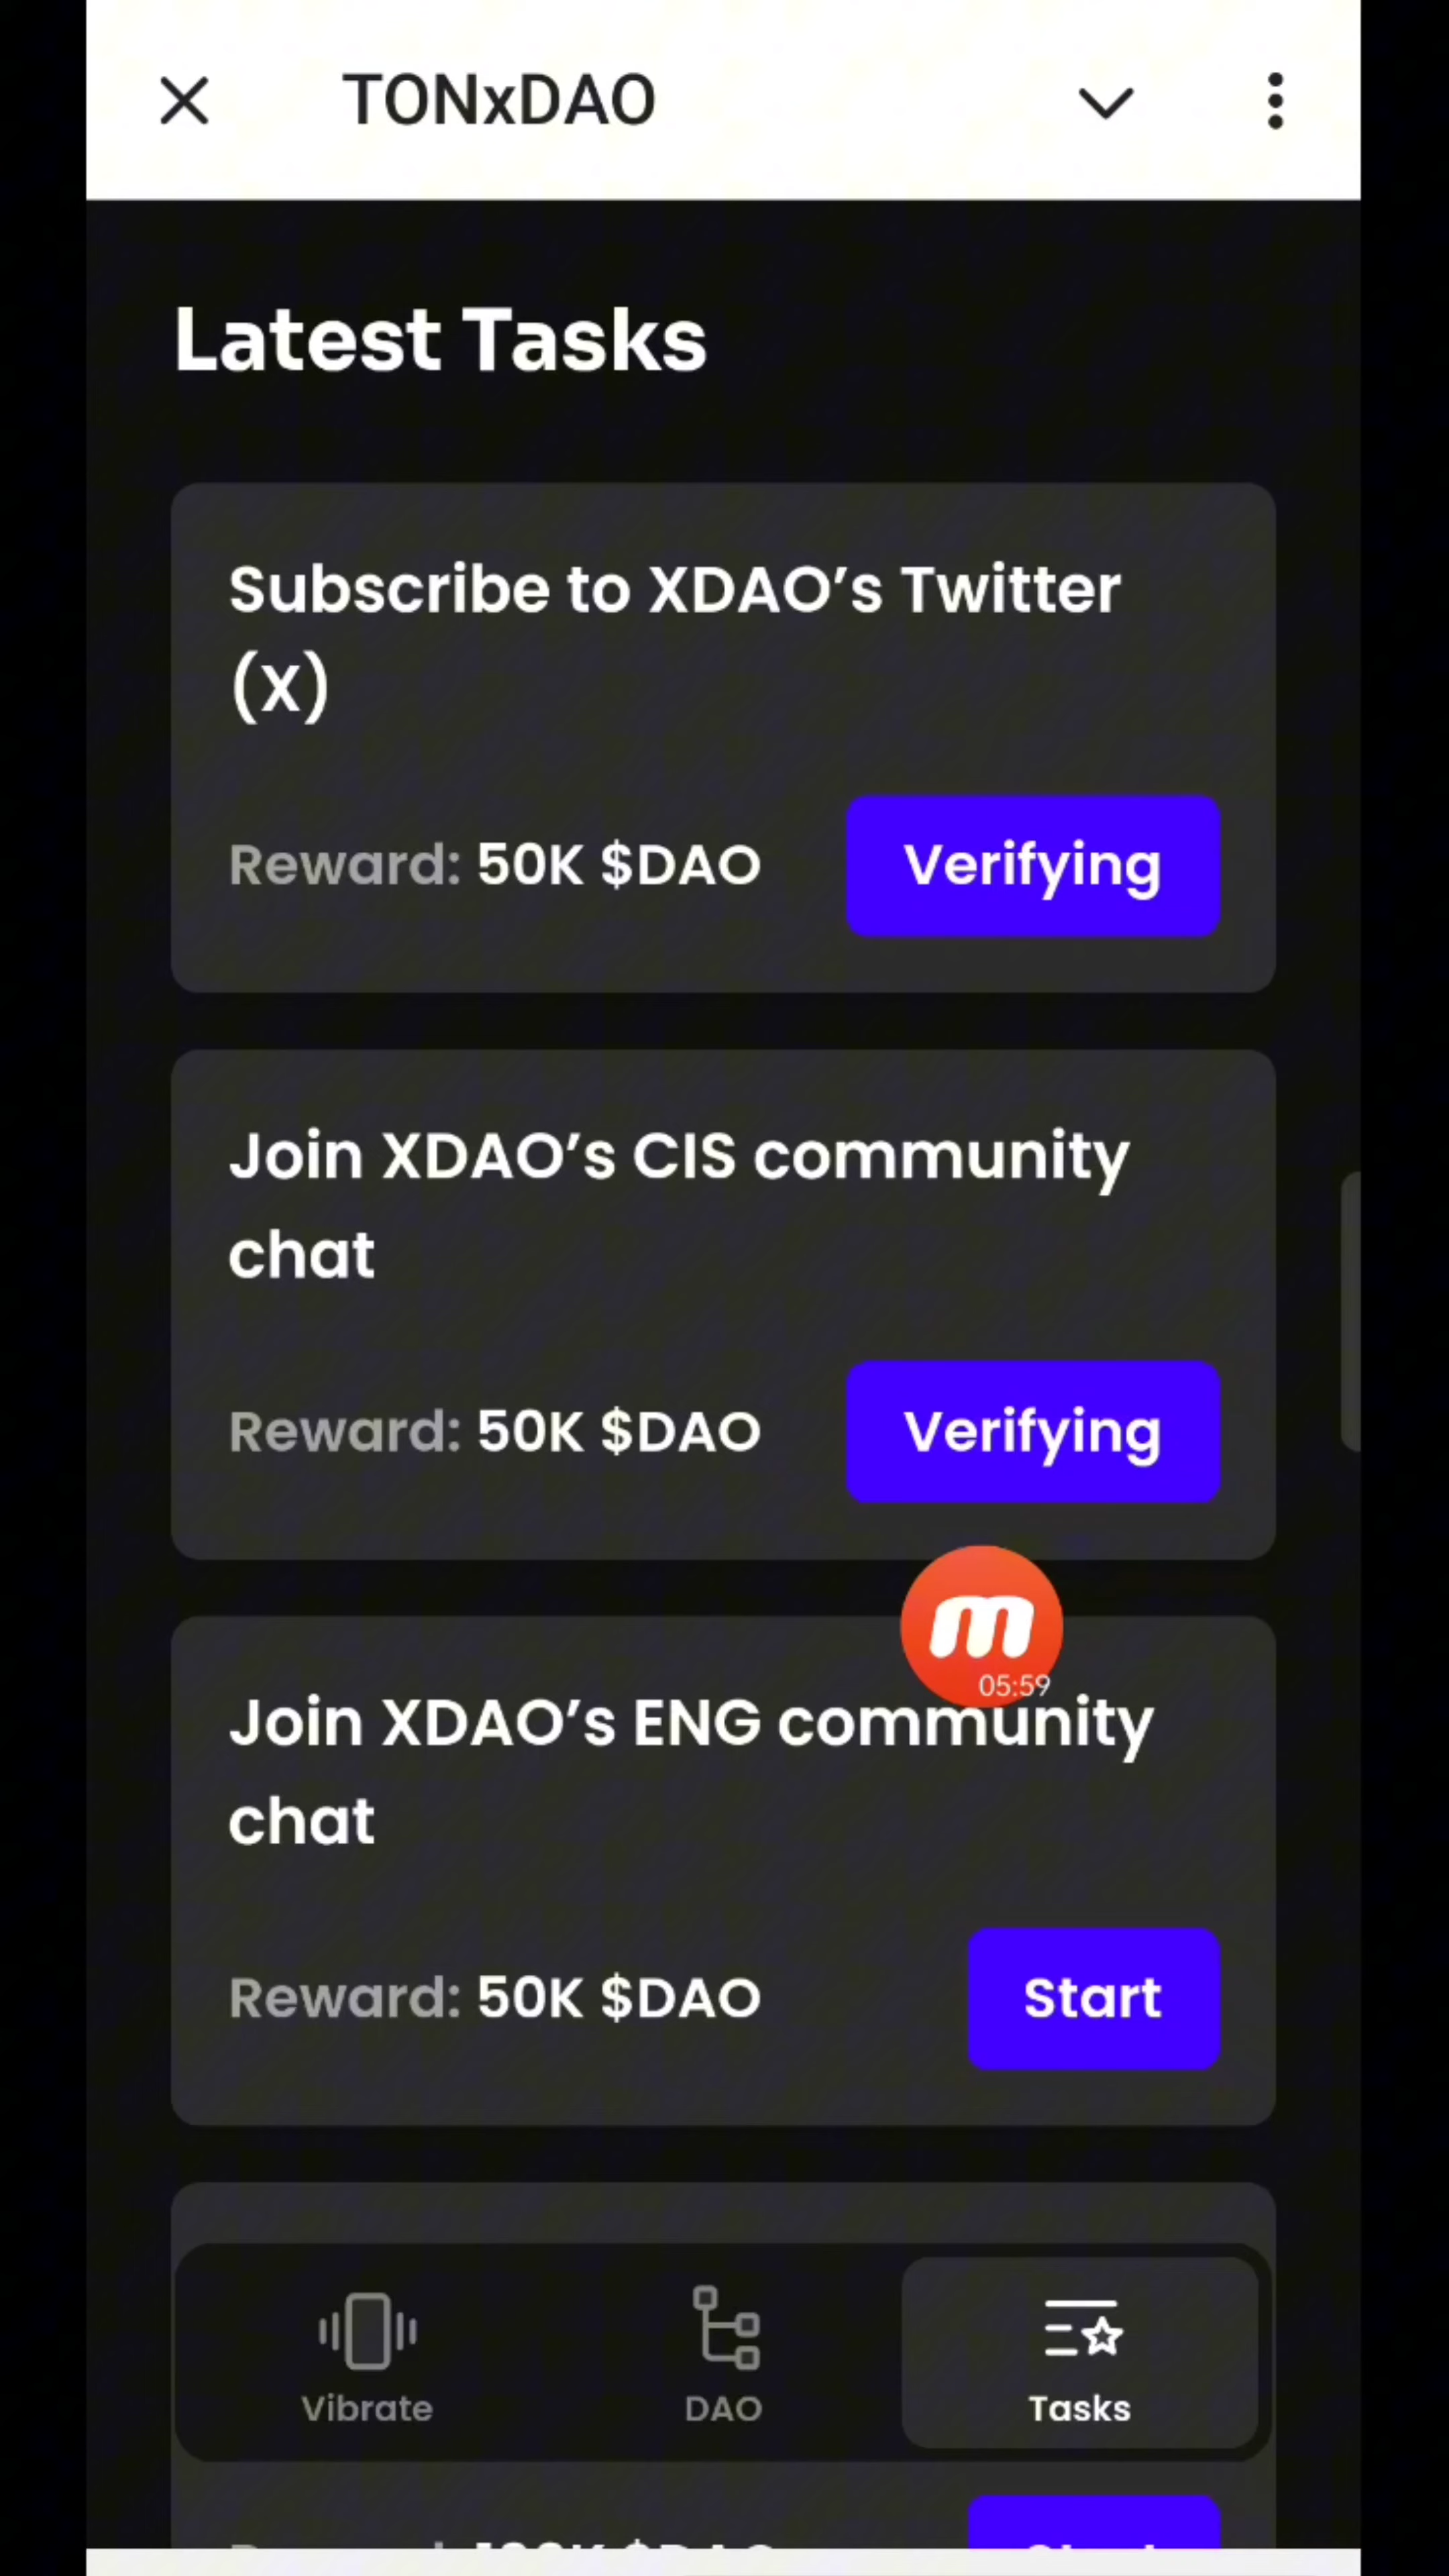 TONxDAO
Latest Tasks
Subscribe to XDAO’s Twitter
(X)
Reward: 50K $DAO
Verifying
Join XDAO’s CIS community
chat
Reward: 50K $DAO
Verifying
m
05:59
Join XDAO’s ENG community
chat
Reward: 50K $DAO
Start
Vibrate
DAO
Tasks